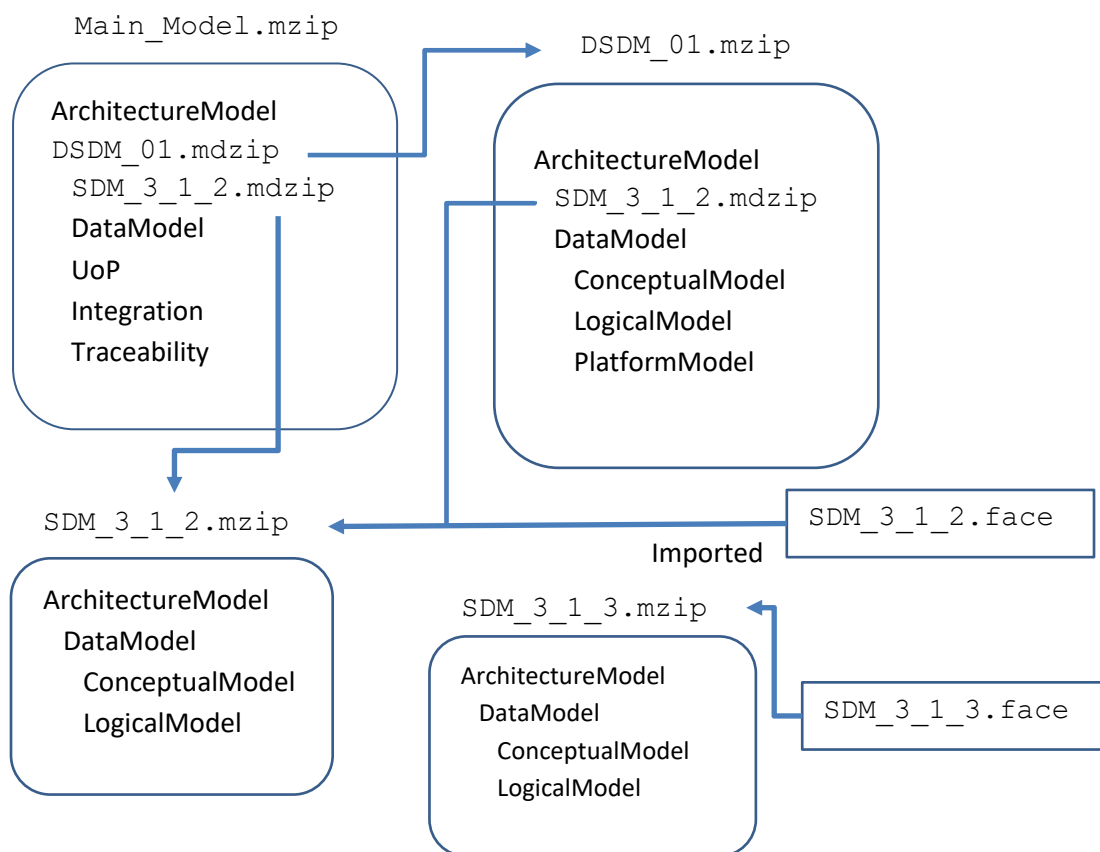 Main_Model.mzip
ArchitectureModel
DSDM_01.mdzip
SDM_3_1_2.mdzip
DataModel
UoP
Integration
Traceability
DSDM_01.mzip
ArchitectureModel
SDM_3_1_2.mdzip
DataModel
ConceptualModel
LogicalModel
PlatformModel
SDM_3_1_2.mzip
ArchitectureModel
DataModel
ConceptualModel
LogicalModel
SDM_3_1_2.face
Imported
SDM_3_1_3.mzip
ArchitectureModel
DataModel
ConceptualModel
LogicalModel
SDM_3_1_3.face